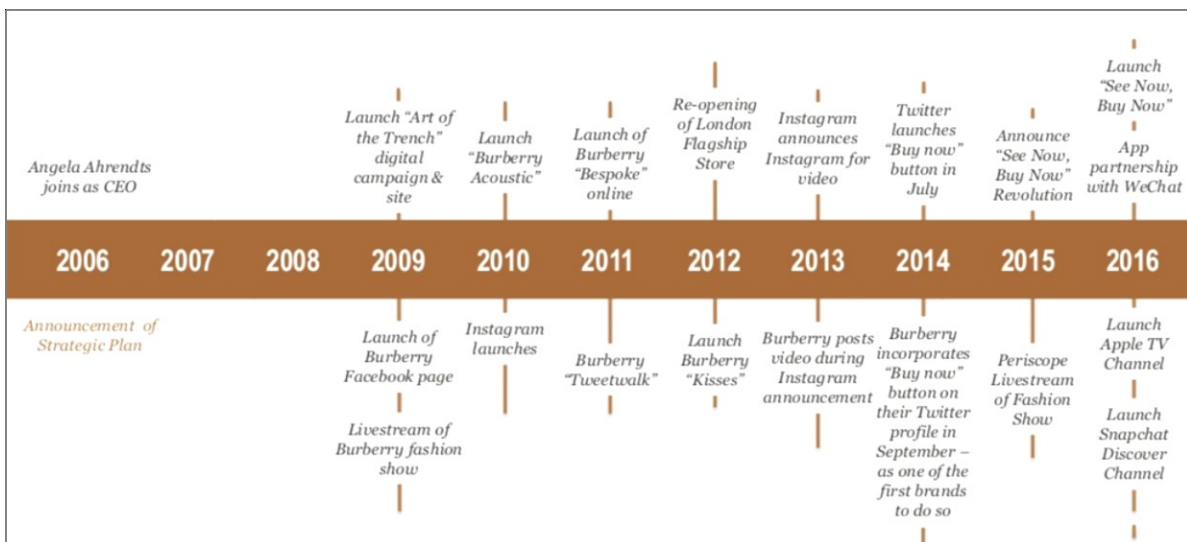 Angela Ahrendts
joins as CEO
Launch “Art of
the Trench”
digital
campaign &
site
Launch
“Burberry
Acoustic”
Launch of
Burberry
“Bespoke”
online
Re-opening
of London
Flagship
Store
Instagram
announces
Instagram for
video
Twitter
launches
“Buy now”
button in
July
Announce
“See Now,
Buy Now”
Revolution
Launch
“See Now,
Buy Now”
App
partnership
with WeChat
2006 2007 2008 2009 2010 2011 2012 2013 2014 2015 2016
Announcement of
Strategic Plan
Launch of
Burberry
Facebook page
Livestream of
Burberry fashion
show
Instagram
launches
Burberry
“Tweetwalk”
Launch
Burberry
“Kisses”
Burberry posts
video during
Instagram
announcement
Burberry
incorporates
“Buy now”
button on
their Twitter
profile in
September –
as one of the
first brands
to do so
Periscope
Livestream
of Fashion
Show
Launch
Apple TV
Channel
Launch
Snapchat
Discover
Channel